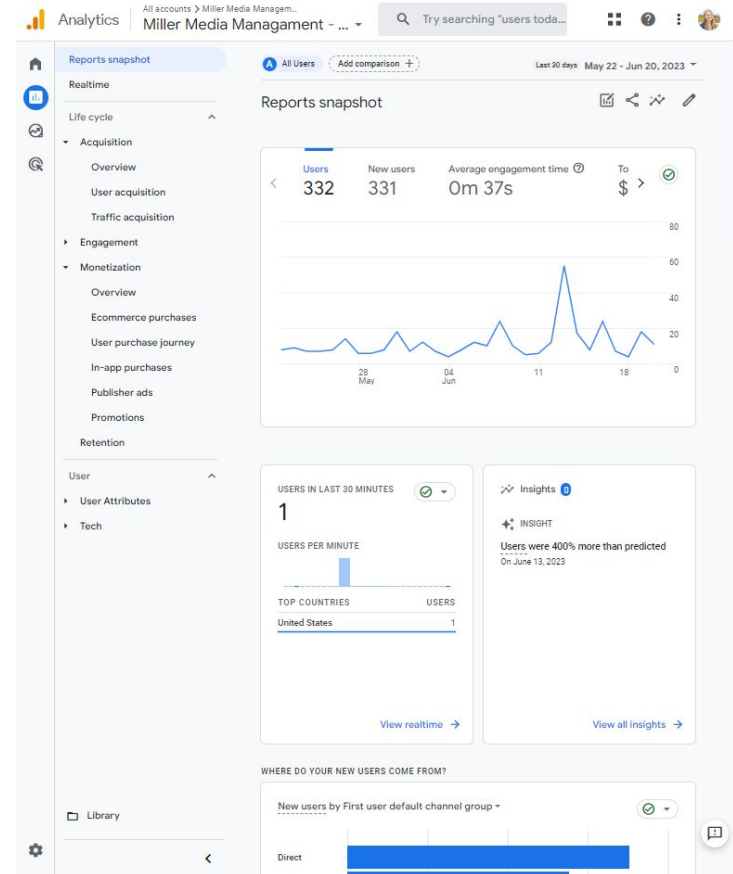 Analytics
All accounts > Miller Media Managem...
Miller Media Managament - ...
Try searching "users toda...
Reports snapshot
Realtime
Life cycle
Acquisition
Overview
User acquisition
Traffic acquisition
Engagement
Monetization
Overview
Ecommerce purchases
User purchase journey
In-app purchases
Publisher ads
Promotions
Retention
User
User Attributes
Tech
Library
A All Users
Add comparison +
Last 30 days May 22 - Jun 20, 2023
Reports snapshot
Users
332
New users
331
Average engagement time
0m 37s
To
$
80
60
40
20
0
28
May
04
Jun
11
18
USERS IN LAST 30 MINUTES
1
USERS PER MINUTE
TOP COUNTRIES USERS
United States 1
View realtime →
Insights 0
INSIGHT
Users were 400% more than predicted
On June 13, 2023
View all insights →
WHERE DO YOUR NEW USERS COME FROM?
New users by First user default channel group
Direct